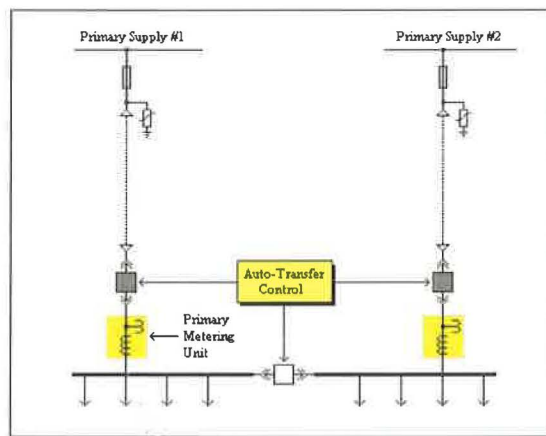 Primary Supply #1
Primary Supply #2
Auto-Transfer
Control
Primary
Metering
Unit